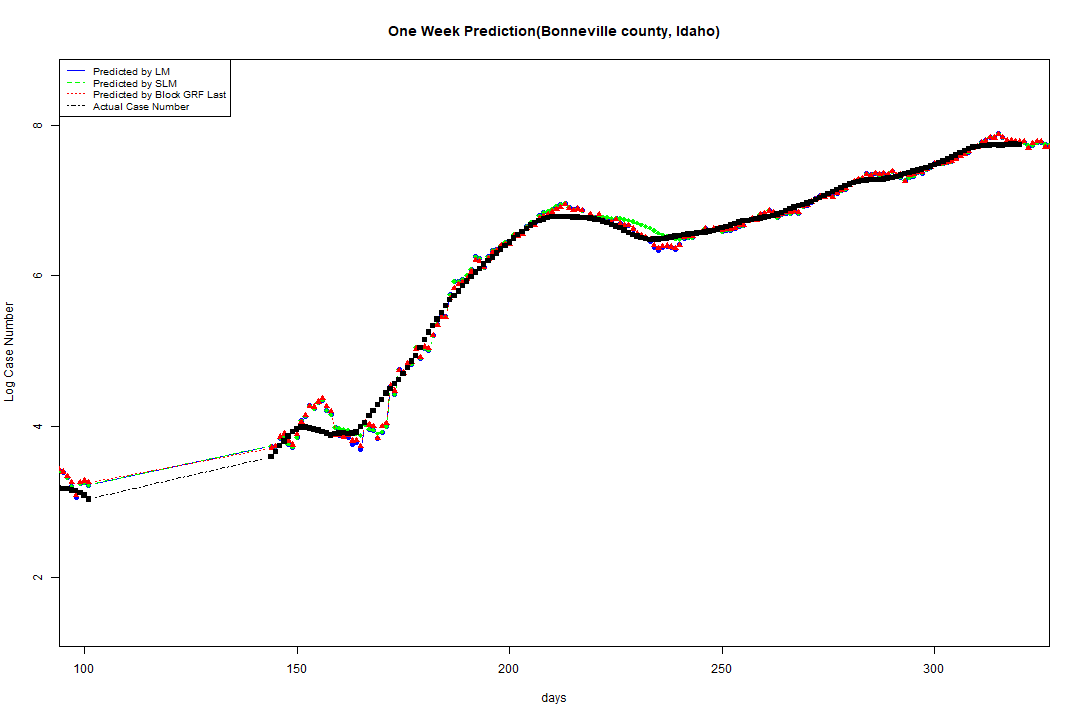 One Week Prediction(Bonneville county, Idaho)
Predicted by LM
Predicted by SLM
Predicted by Block GRF Last
Actual Case Number
8
6
4
2
Log Case Number
100 150 200 250 300
days